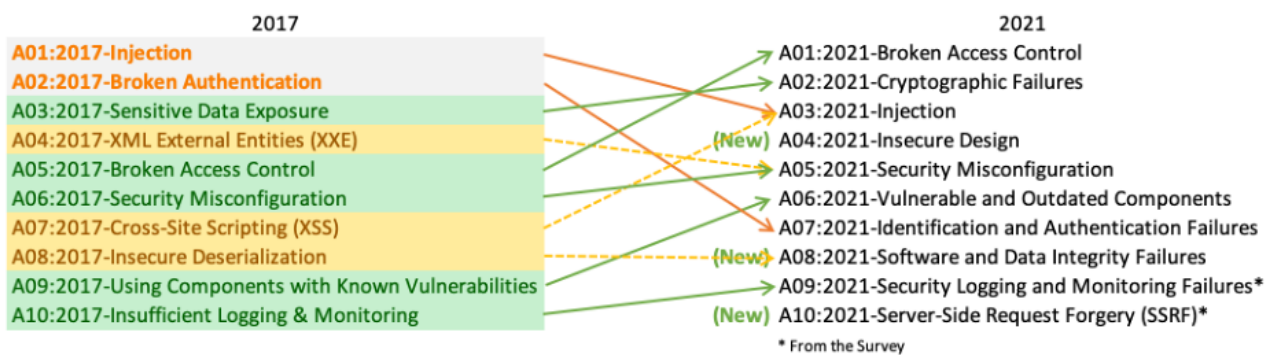 2017
2021
A01:2017-Injection
A02:2017-Broken Authentication
A03:2017-Sensitive Data Exposure
A04:2017-XML External Entities (XXE)
A05:2017-Broken Access Control
A06:2017-Security Misconfiguration
A07:2017-Cross-Site Scripting (XSS)
A08:2017-Insecure Deserialization
A09:2017-Using Components with Known Vulnerabilities
A10:2017-Insufficient Logging & Monitoring
A01:2021-Broken Access Control
A02:2021-Cryptographic Failures
A03:2021-Injection
(New) A04:2021-Insecure Design
A05:2021-Security Misconfiguration
A06:2021-Vulnerable and Outdated Components
A07:2021-Identification and Authentication Failures
(New) A08:2021-Software and Data Integrity Failures
A09:2021-Security Logging and Monitoring Failures*
(New) A10:2021-Server-Side Request Forgery (SSRF)*
* From the Survey